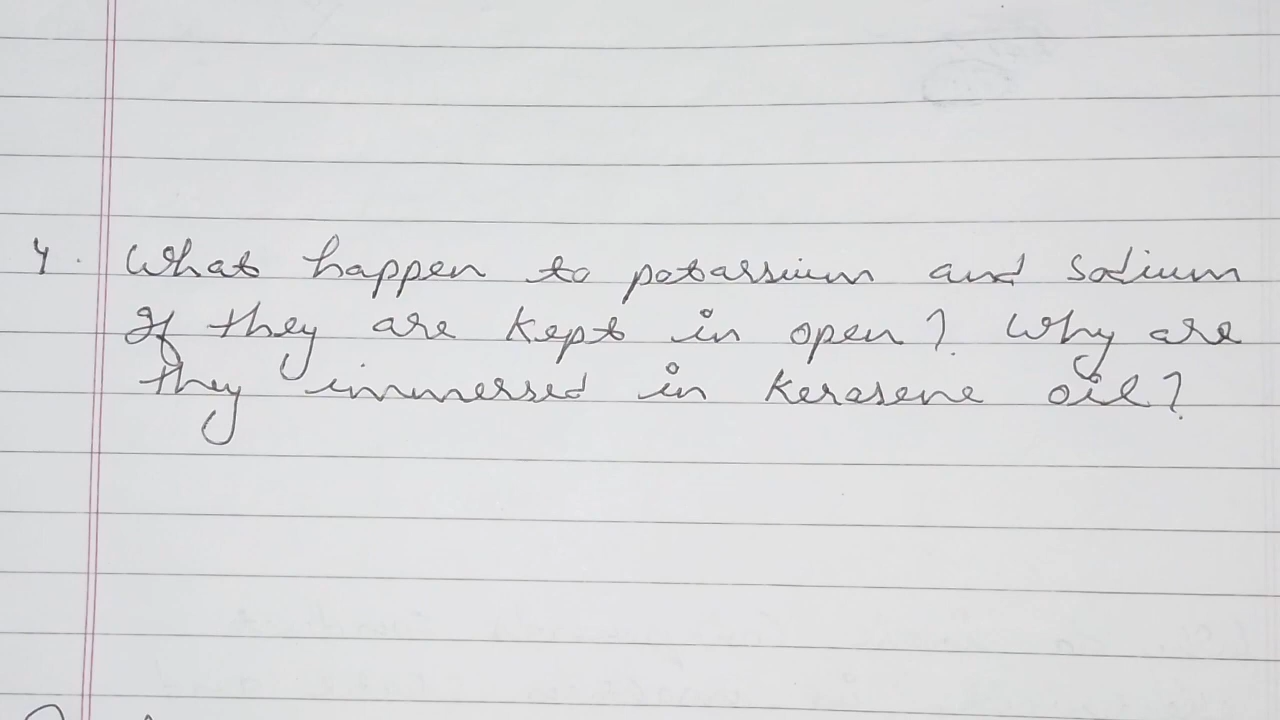 4. What happen to potassium and sodium
If they are kept in open? Why are
they immersed in kerosene oil?